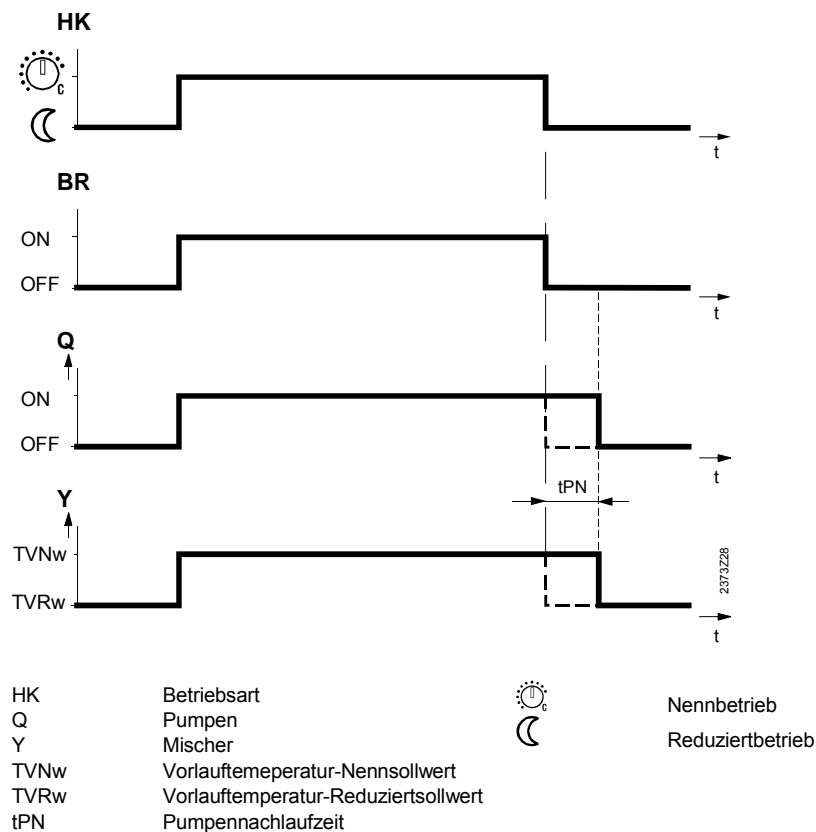 HK
C
t
BR
ON
OFF
t
Q
ON
OFF
t
tPN
Y
TVNw
TVRw
t
2373Z28
HK Betriebsart
Q Pumpen
Y Mischer
TVNw Vorlauftemeperatur-Nennsollwert
TVRw Vorlauftemperatur-Reduziertsollwert
tPN Pumpennachlaufzeit
C Nennbetrieb
Reduziertbetrieb